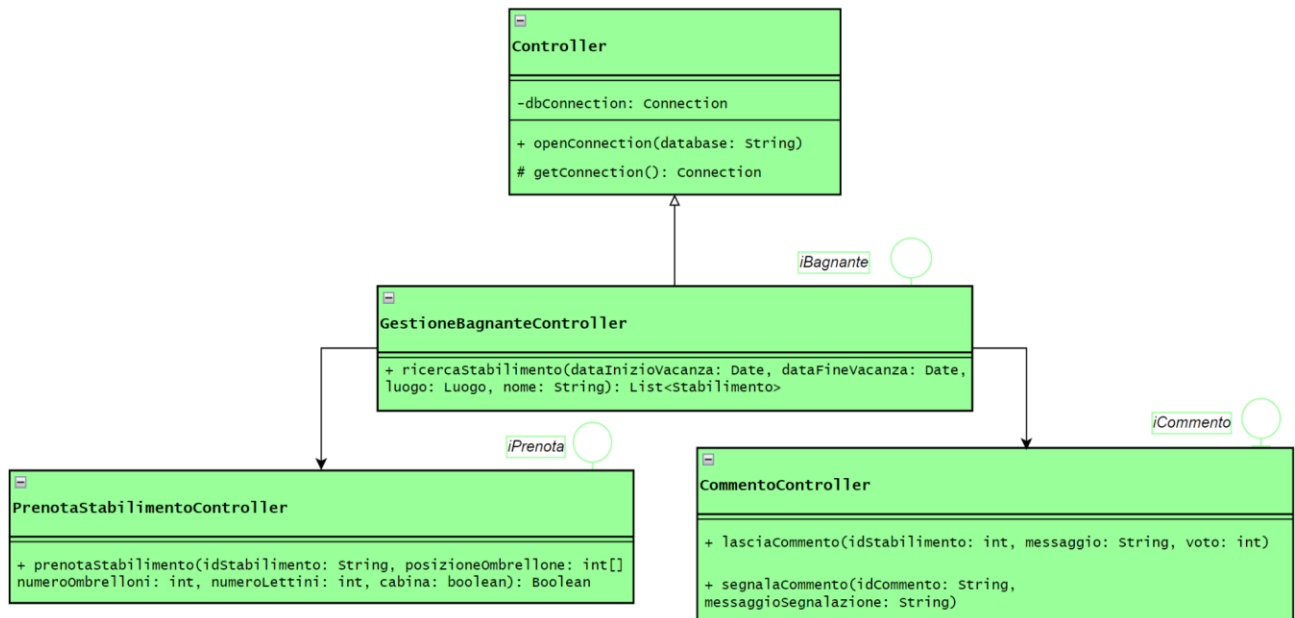 Controller
-dbConnection: Connection
+ openConnection(database: String)
# getConnection(): Connection
iBagnante
GestioneBagnanteController
+ ricercaStabilimento(dataInizioVacanza: Date, dataFineVacanza: Date,
luogo: Luogo, nome: String): List<Stabilimento>
iPrenota
PrenotaStabilimentoController
+ prenotaStabilimento(idStabilimento: String, posizioneOmbrellone: int[]
numeroOmbrelloni: int, numeroLettini: int, cabina: boolean): Boolean
iCommento
CommentoController
+ lasciaCommento(idStabilimento: int, messaggio: String, voto: int)
+ segnalaCommento(idCommento: String,
messaggioSegnalazione: String)